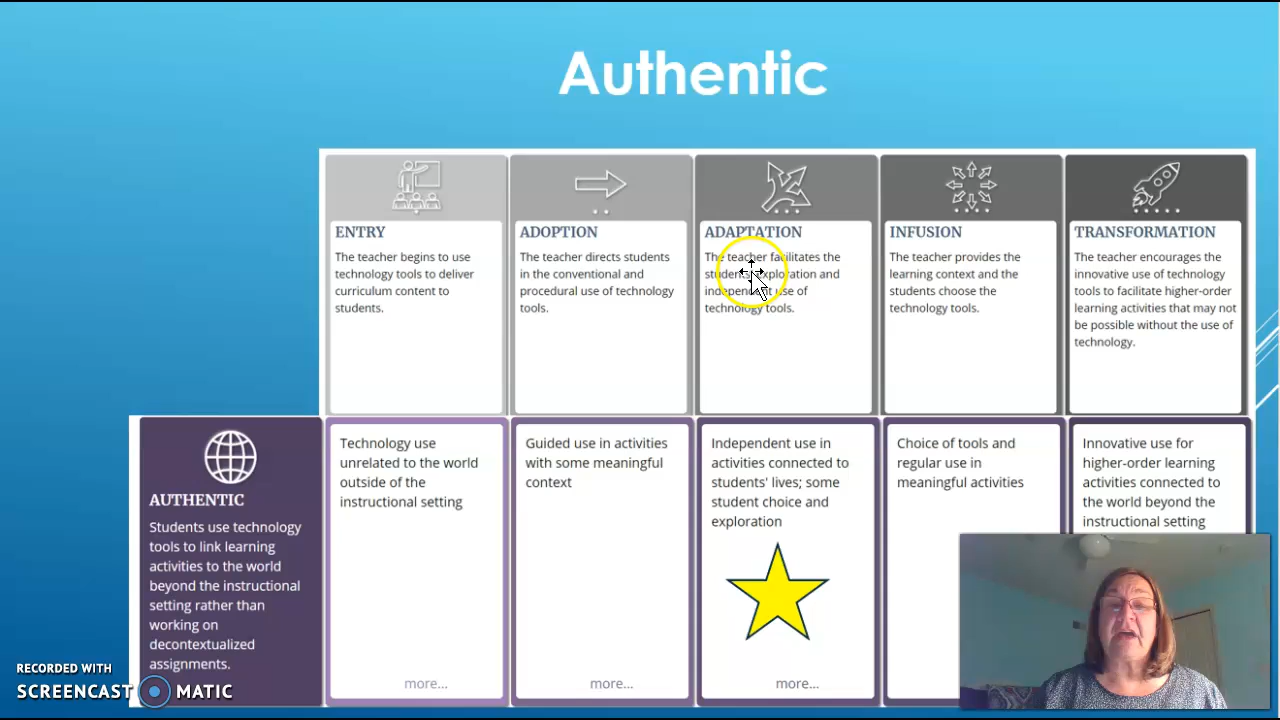 Authentic
ENTRY
The teacher begins to use
technology tools to deliver
curriculum content to
students.
ADOPTION
The teacher directs students
in the conventional and
procedural use of technology
tools.
ADAPTATION
The teacher facilitates the
students' exploration and
independent use of
technology tools.
INFUSION
The teacher provides the
learning context and the
students choose the
technology tools.
TRANSFORMATION
The teacher encourages the
innovative use of technology
tools to facilitate higher-order
learning activities that may not
be possible without the use of
technology.
AUTHENTIC
Students use technology
tools to link learning
activities to the world
beyond the instructional
setting rather than
working on
decontextualized
assignments.
Technology use
unrelated to the world
outside of the
instructional setting
more...
Guided use in activities
with some meaningful
context
more...
Independent use in
activities connected to
students' lives; some
student choice and
exploration
more...
Choice of tools and
regular use in
meaningful activities
Innovative use for
higher-order learning
activities connected to
the world beyond the
instructional setting
RECORDED WITH
SCREENCAST MATIC